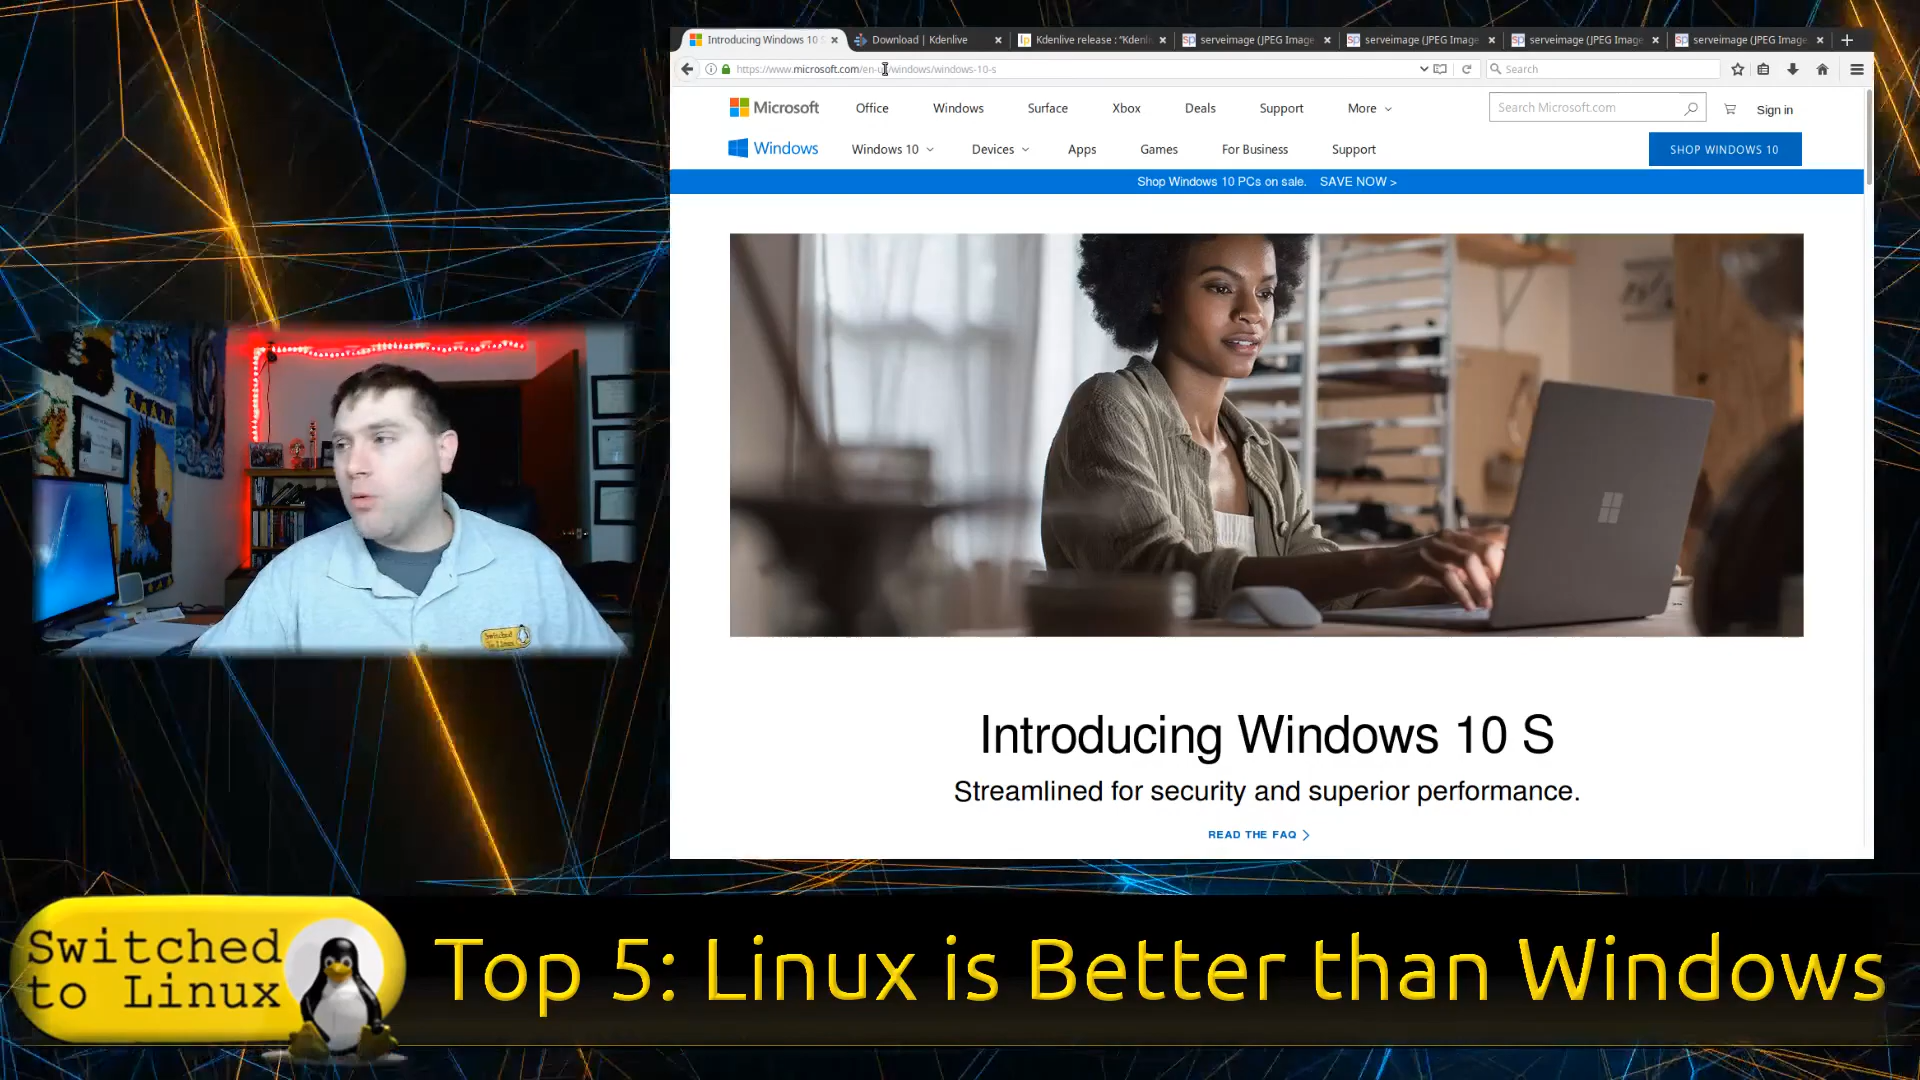 Introducing Windows 10 S
Download | Kdenlive
Kdenlive release : “Kdenl
serveimage (JPEG Image
serveimage (JPEG Image
serveimage (JPEG Image
serveimage (JPEG Image
https://www.microsoft.com/en-us/windows/windows-10-s
Search
Microsoft
Office
Windows
Surface
Xbox
Deals
Support
More
Search Microsoft.com
Sign in
Windows
Windows 10
Devices
Apps
Games
For Business
Support
SHOP WINDOWS 10
Shop Windows 10 PCs on sale. SAVE NOW >
Introducing Windows 10 S
Streamlined for security and superior performance.
READ THE FAQ
Switched
To Linux
Switched
to Linux
Top 5: Linux is Better than Windows